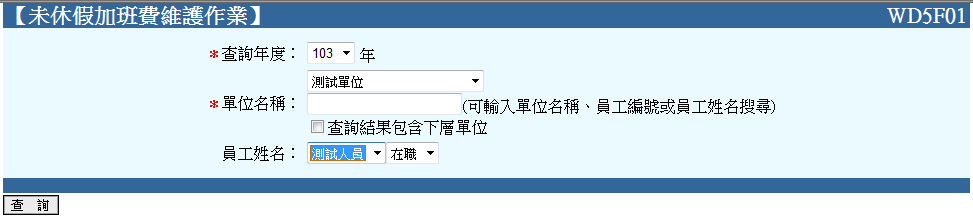 【未休假加班費維護作業】 WD5F01
*查詢年度： 103 年
測試單位
*單位名稱： (可輸入單位名稱、員工編號或員工姓名搜尋)
查詢結果包含下層單位
員工姓名： 測試人員 在職
查 詢